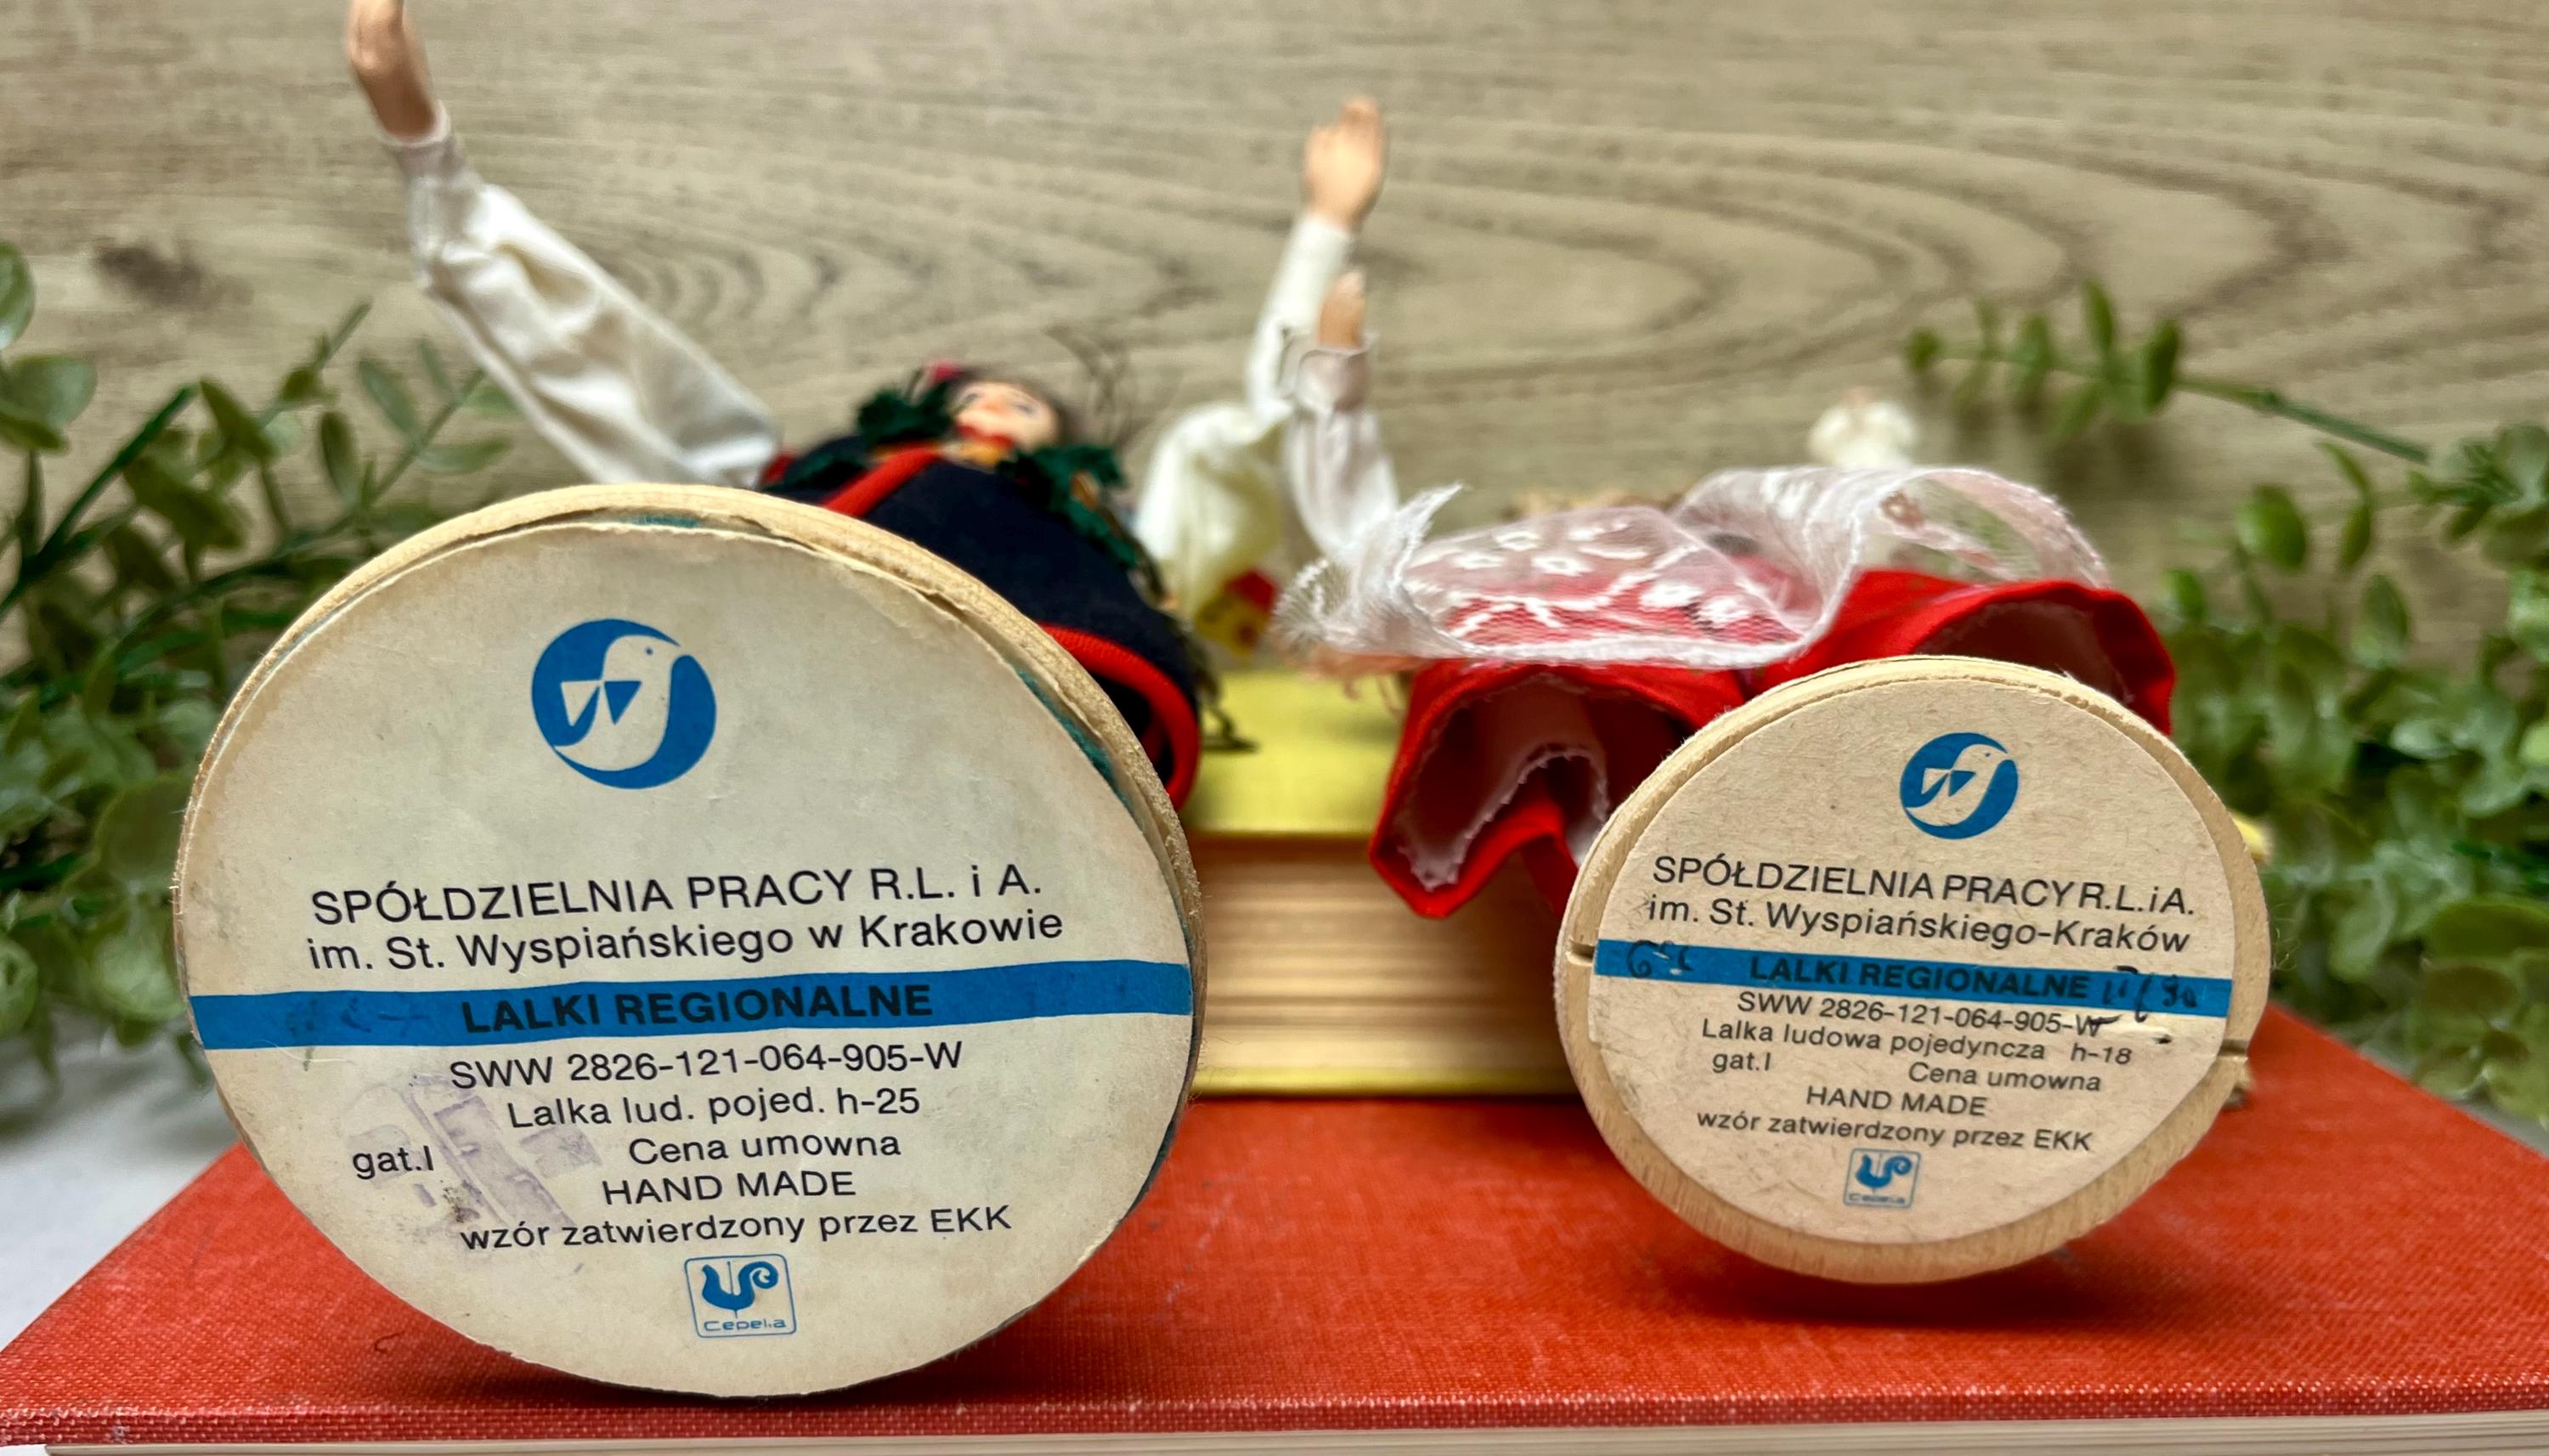 SPÓŁDZIELNIA PRACY R.L. i A.
im. St. Wyspiańskiego w Krakowie
LALKI REGIONALNE
SWW 2826-121-064-905-W
Lalka lud. pojed. h-25
gat.I Cena umowna
HAND MADE
wzór zatwierdzony przez EKK
Cepelia
SPÓŁDZIELNIA PRACY R.L. i A.
im. St. Wyspiańskiego-Kraków
LALKI REGIONALNE
SWW 2826-121-064-905-W
Lalka ludowa pojedyncza h-18
gat.I Cena umowna
HAND MADE
wzór zatwierdzony przez EKK
Cepelia